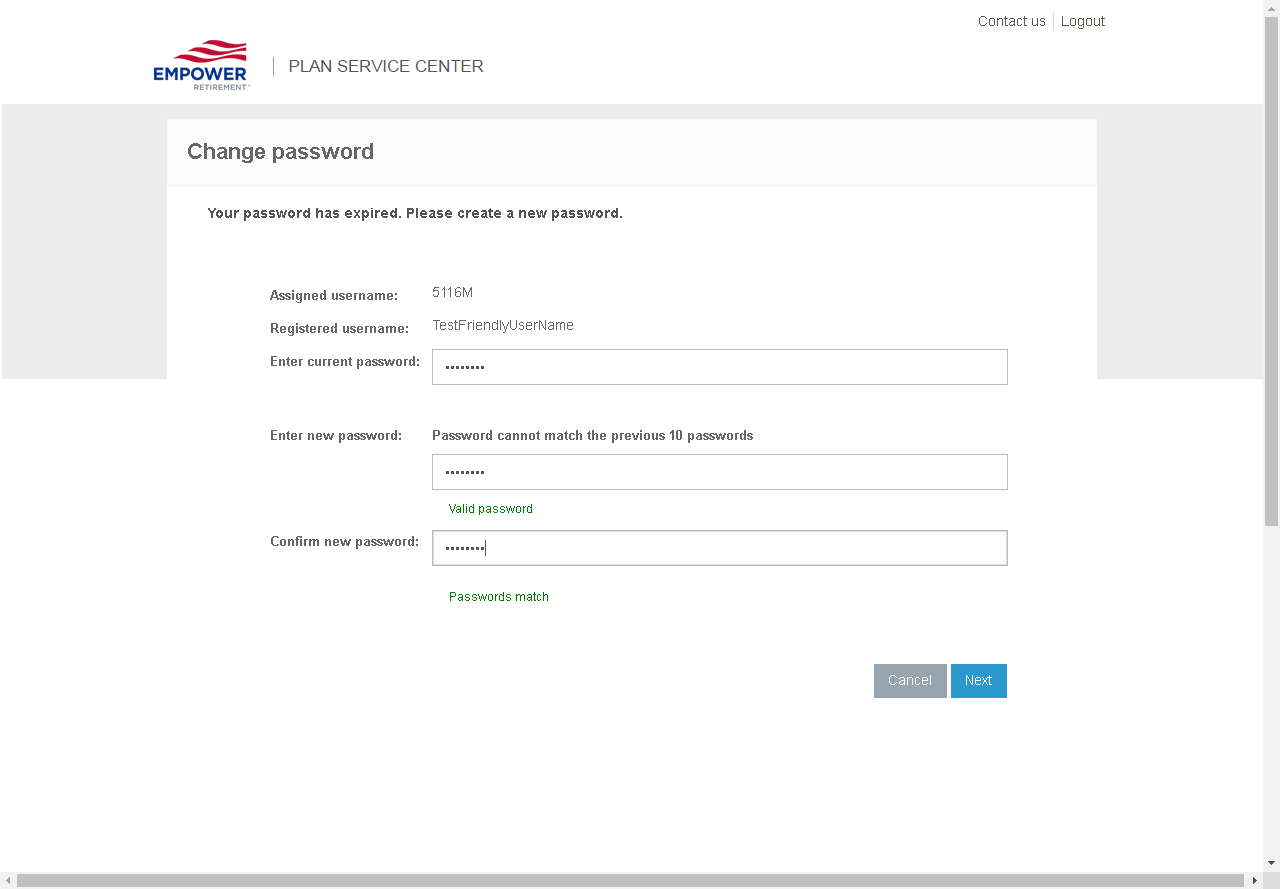 Contact us Logout
EMPOWER
RETIREMENT™
PLAN SERVICE CENTER
Change password
Your password has expired. Please create a new password.
Assigned username: 5116M
Registered username: TestFriendlyUserName
Enter current password: ••••••••
Enter new password: Password cannot match the previous 10 passwords
••••••••
Valid password
Confirm new password: ••••••••
Passwords match
Cancel Next